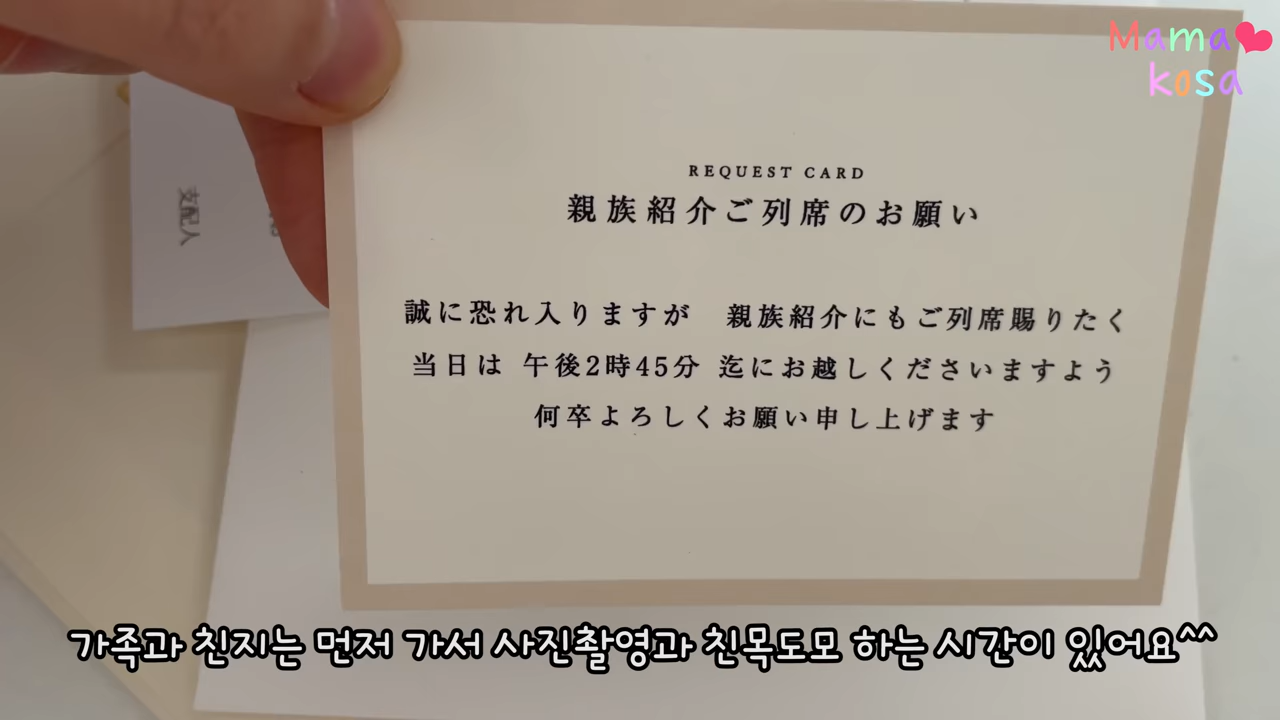 Mama
kosa
支配人
REQUEST CARD
親族紹介ご列席のお願い
誠に恐れ入りますが 親族紹介にもご列席賜りたく
当日は 午後2時45分 迄にお越しくださいますよう
何卒よろしくお願い申し上げます
가족과 친지는 먼저 가서 사진촬영과 친목도모 하는 시간이 있어요^^